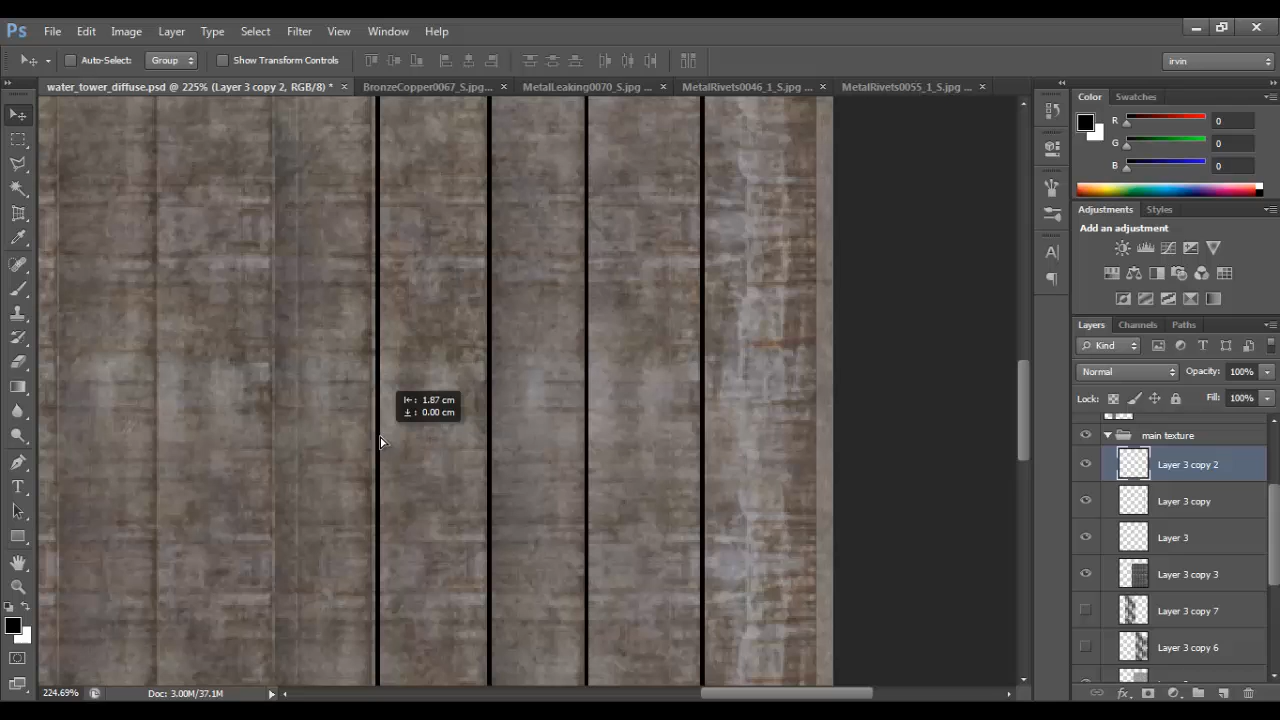 Ps File Edit Image Layer Type Select Filter View Window Help
Auto-Select: Group Show Transform Controls irvin
water_tower_diffuse.psd @ 225% (Layer 3 copy 2, RGB/8) * BronzeCopper0067_S.jpg... MetalLeaking0070_S.jpg ... MetalRivets0046_1_S.jpg ... MetalRivets0055_1_S.jpg ...
Color Swatches
R 0
G 0
B 0
Adjustments Styles
Add an adjustment
Layers Channels Paths
Kind
Normal Opacity: 100%
Lock: Fill: 100%
main texture
Layer 3 copy 2
Layer 3 copy
Layer 3
Layer 3 copy 3
Layer 3 copy 7
Layer 3 copy 6
1.87 cm
0.00 cm
224.69% Doc: 3.00M/37.1M